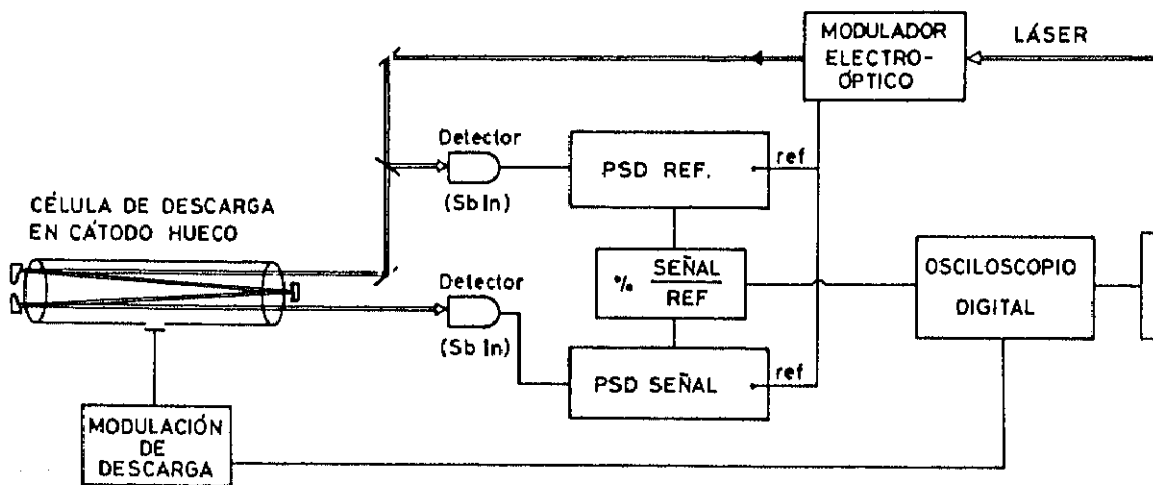 MODULADOR
ELECTRO-
ÓPTICO
LÁSER
Detector
(Sb In)
PSD REF.
ref
CÉLULA DE DESCARGA
EN CÁTODO HUECO
Detector
(Sb In)
% SEÑAL
REF
OSCILOSCOPIO
DIGITAL
PSD SEÑAL
ref
MODULACIÓN
DE
DESCARGA